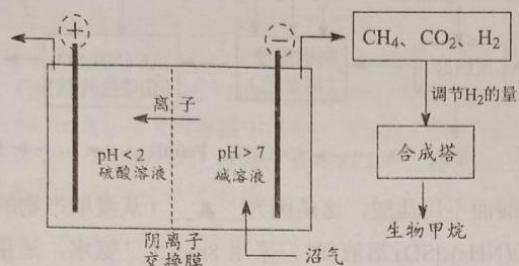 +
−
CH₄、CO₂、H₂
离 子
调节H₂的量
pH<2
碳酸溶液
pH>7
碱溶液
合成塔
阴离子
交换膜
沼气
生物甲烷